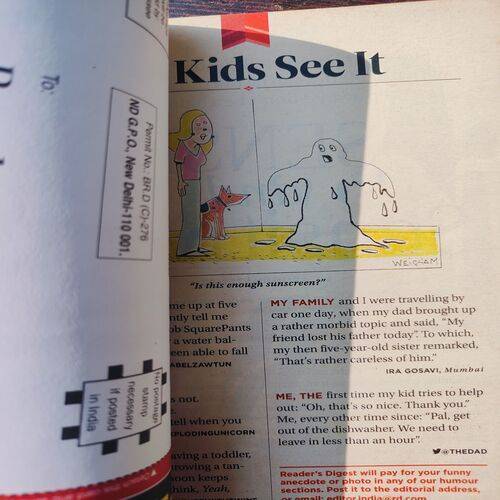 Kids See It
To,
Permit No.: BR.D (C)-276
ND G.P.O., New Delhi-110 001.
No postage
stamp
necessary
if posted
in India
WEIGHAM
"Is this enough sunscreen?"
me up at five
ntly tell me
ob SquarePants
a water bal-
een able to fall
ABELZAWTUN
s not.
tell when you
XPLODINGUNICORN
aving a toddler,
rowing a tan-
soon keeps
hink, Yeah,
MY FAMILY and I were travelling by
car one day, when my dad brought up
a rather morbid topic and said, “My
friend lost his father today”. To which,
my then five-year-old sister remarked,
“That's rather careless of him.”
IRA GOSAVI, Mumbai
ME, THE first time my kid tries to help
out: “Oh, that's so nice. Thank you.”
Me, every other time since: “Pal, get
out of the dishwasher. We need to
leave in less than an hour”.
@THEDAD
Reader's Digest will pay for your funny
anecdote or photo in any of our humour
sections. Post it to the editorial address,
or email: editor.india@rd.com